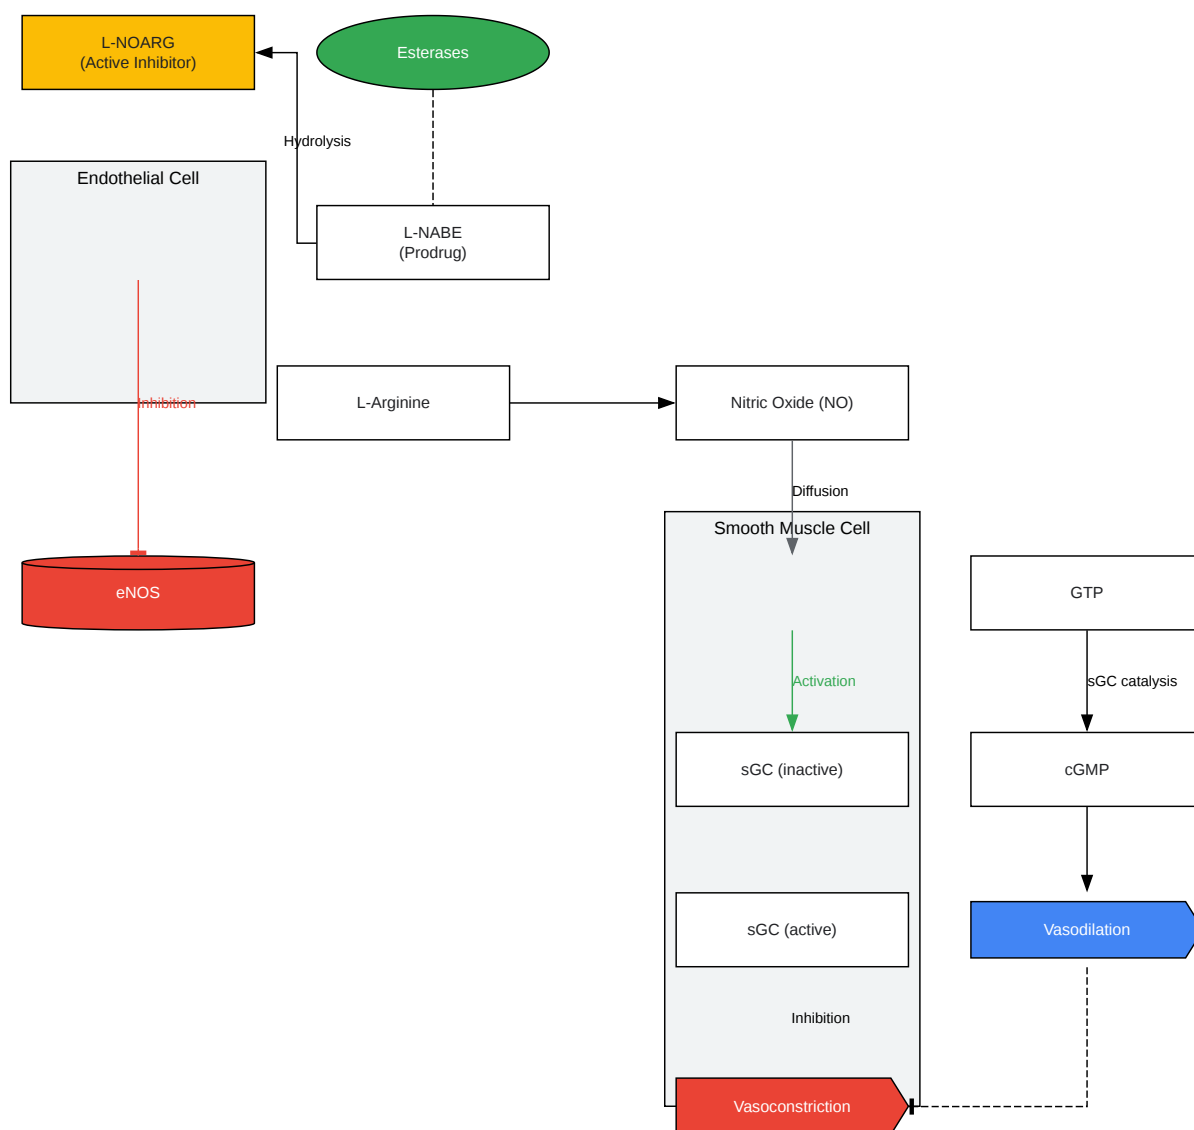 L-NOARG
(Active Inhibitor)
Esterases
Hydrolysis
Endothelial Cell
L-NABE
(Prodrug)
Inhibition
L-Arginine
Nitric Oxide (NO)
Diffusion
Smooth Muscle Cell
eNOS
GTP
Activation
sGC catalysis
sGC (inactive)
cGMP
sGC (active)
Vasodilation
Inhibition
Vasoconstriction